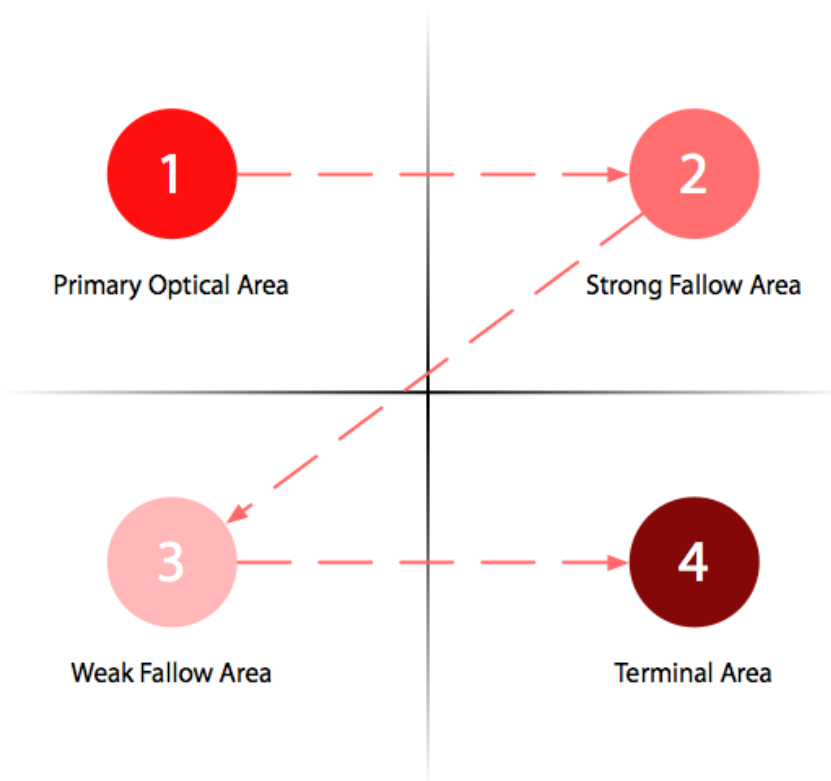 1
2
Primary Optical Area
Strong Fallow Area
3
4
Weak Fallow Area
Terminal Area